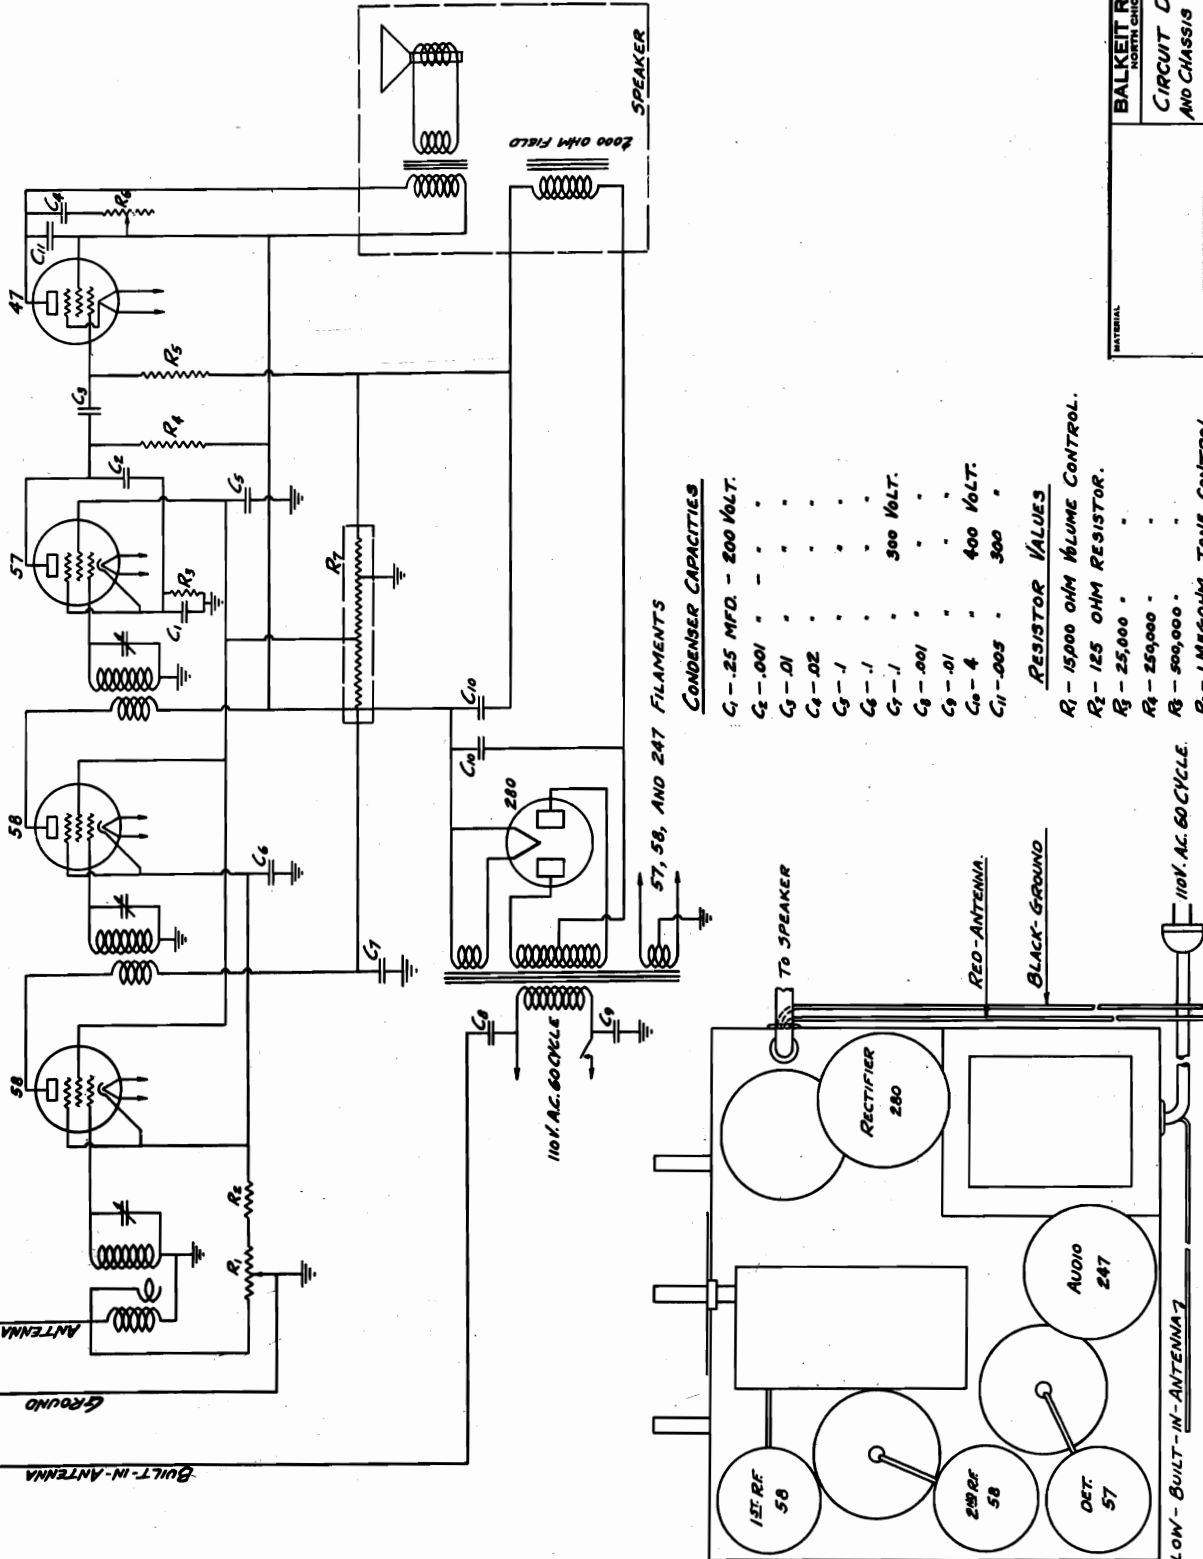 ANTENNA
GROUND
BUILT-IN-ANTENNA
58
58
57
47
R1
R2
C6
C7
C1
R3
C2
C5
C3
R4
R5
C11
C4
R6
R7
C10
C10
280
C8
C9
110V. A.C. 60 CYCLE
57, 58, AND 247 FILAMENTS
2000 OHM FIELD
SPEAKER
CONDENSER CAPACITIES
C1 - .25 MFD. - 200 VOLT.
C2 - .001 " - " "
C3 - .01 " " "
C4 - .02 " " "
C5 - .1 " " "
C6 - .1 " " "
C7 - .1 " 300 VOLT.
C8 - .001 " " "
C9 - .01 " " "
C10 - 4 " 400 VOLT.
C11 - .005 " 300 "
RESISTOR VALUES
R1 - 15,000 OHM VOLUME CONTROL.
R2 - 125 OHM RESISTOR.
R3 - 25,000 " "
R4 - 250,000 " "
R5 - 500,000 " "
MATERIAL
BALKEIT R
NORTH CHIC
CIRCUIT D
AND CHASSIS
TO SPEAKER
RED-ANTENNA.
BLACK-GROUND
110V. A.C. 60 CYCLE.
RECTIFIER
280
AUDIO
247
1ST. R.F.
58
2ND R.F.
58
DET.
57
LOW-BUILT-IN-ANTENNA